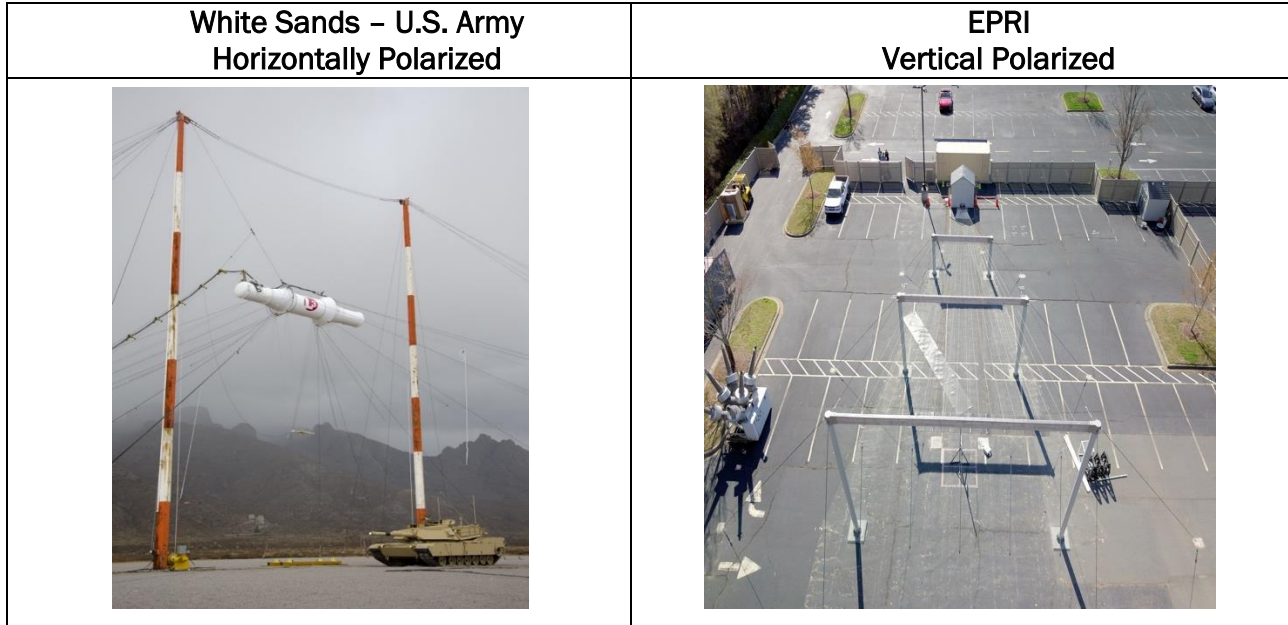 White Sands – U.S. Army
Horizontally Polarized
EPRI
Vertical Polarized